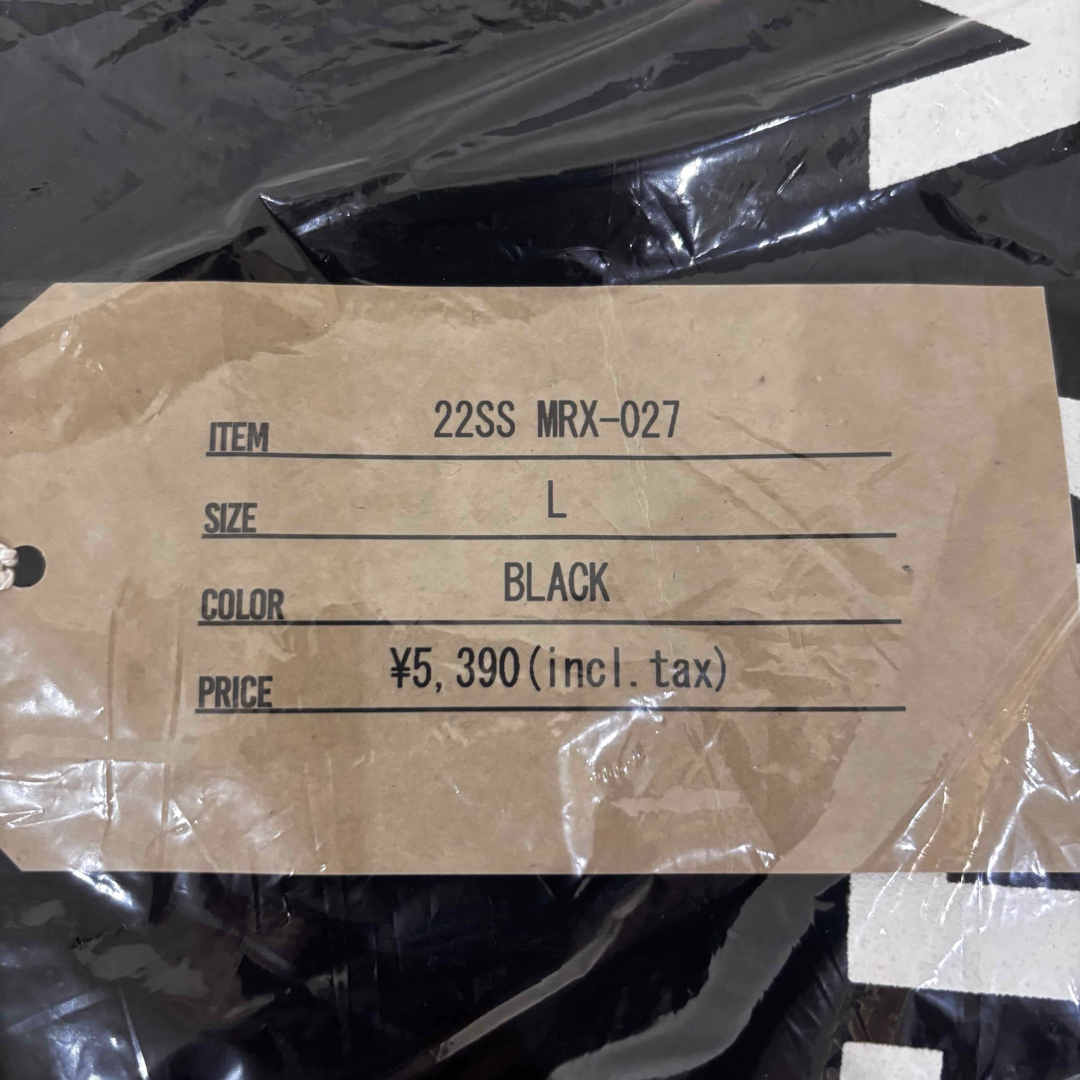 ITEM 22SS MRX-027
SIZE L
COLOR BLACK
PRICE ¥5,390(incl.tax)